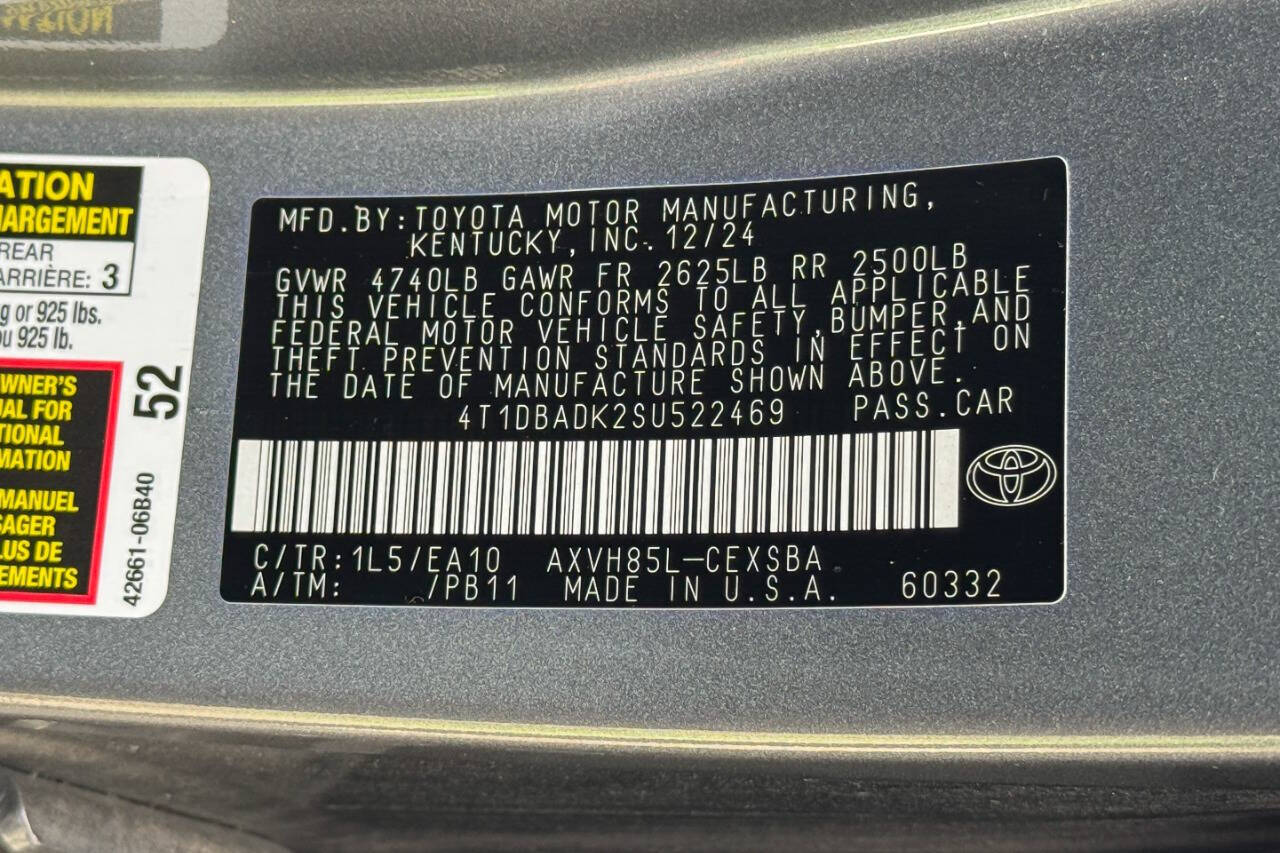 ATION
HARGEMENT
REAR
ARRIÈRE: 3
g or 925 lbs.
ou 925 lb.
WNER'S
UAL FOR
TIONAL
MATION
MANUEL
SAGER
LUS DE
EMENTS
52
42661-06B40
MFD.BY:TOYOTA MOTOR MANUFACTURING,
KENTUCKY,INC.12/24
GVWR 4740LB GAWR FR 2625LB RR 2500LB
THIS VEHICLE CONFORMS TO ALL APPLICABLE
FEDERAL MOTOR VEHICLE SAFETY,BUMPER,AND
THEFT PREVENTION STANDARDS IN EFFECT ON
THE DATE OF MANUFACTURE SHOWN ABOVE.
4T1DBADK2SU522469 PASS.CAR
C/TR:1L5/EA10 AXVH85L-CEXSBA
A/TM: /PB11 MADE IN U.S.A. 60332